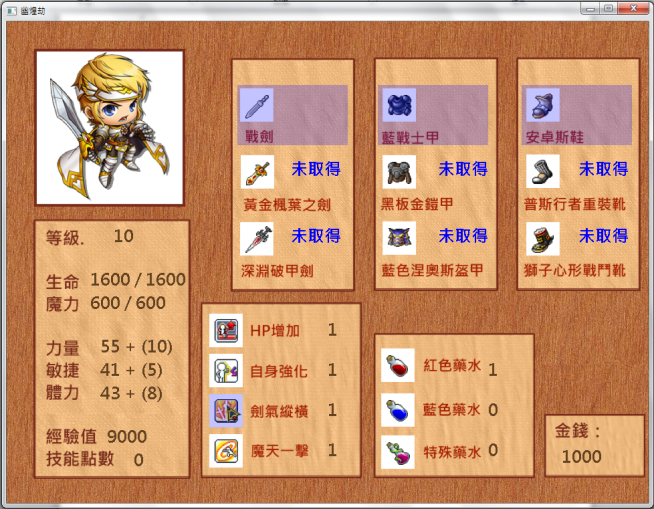 幽煌劫
等級. 10
生命 1600 / 1600
魔力 600 / 600
力量 55 + (10)
敏捷 41 + (5)
體力 43 + (8)
經驗值 9000
技能點數 0
戰劍
未取得
黃金楓葉之劍
未取得
深淵破甲劍
藍戰士甲
未取得
黑板金鎧甲
未取得
藍色涅奧斯盔甲
安卓斯鞋
未取得
普斯行者重裝靴
未取得
獅子心形戰鬥靴
HP增加 1
自身強化 1
劍氣縱橫 1
魔天一擊 1
紅色藥水 1
藍色藥水 0
特殊藥水 0
金錢：
1000